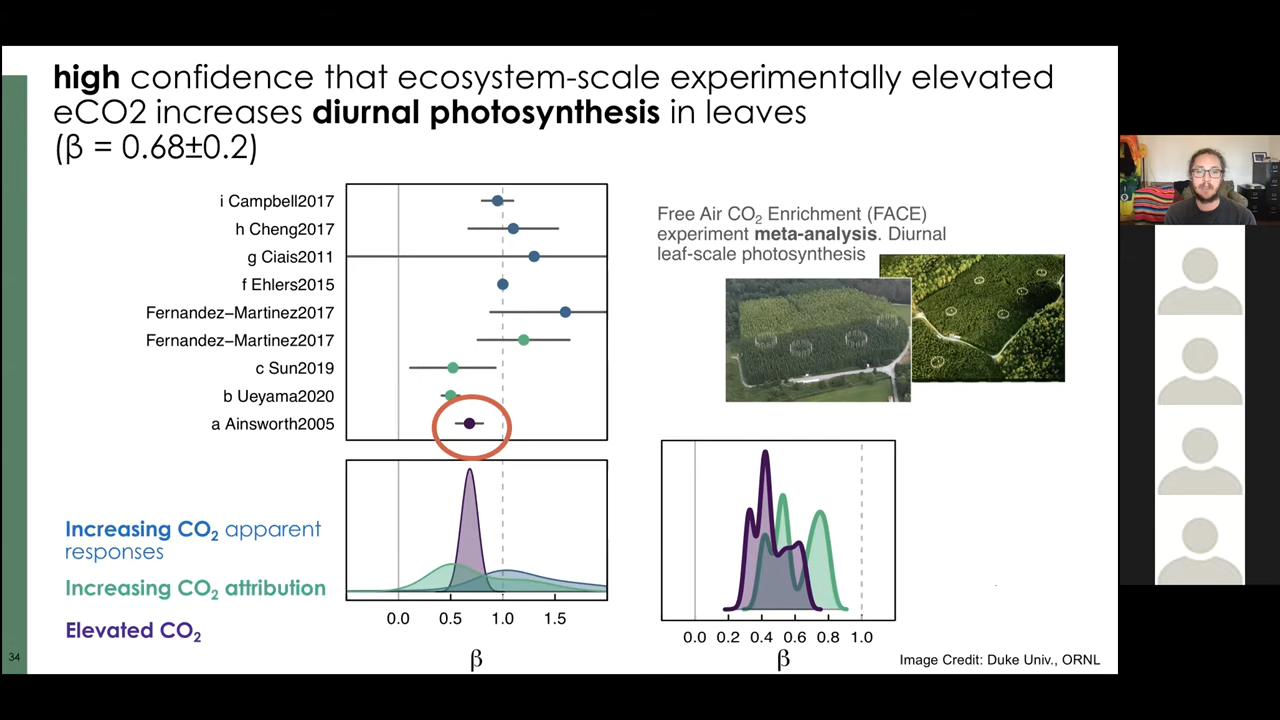 high confidence that ecosystem-scale experimentally elevated
eCO2 increases diurnal photosynthesis in leaves
(β = 0.68±0.2)
i Campbell2017
h Cheng2017
g Ciais2011
f Ehlers2015
Fernandez−Martinez2017
Fernandez−Martinez2017
c Sun2019
b Ueyama2020
a Ainsworth2005
Free Air CO₂ Enrichment (FACE)
experiment meta-analysis. Diurnal
leaf-scale photosynthesis
Increasing CO₂ apparent
responses
Increasing CO₂ attribution
Elevated CO₂
0.0 0.5 1.0 1.5
β
0.0 0.2 0.4 0.6 0.8 1.0
β
Image Credit: Duke Univ., ORNL
34